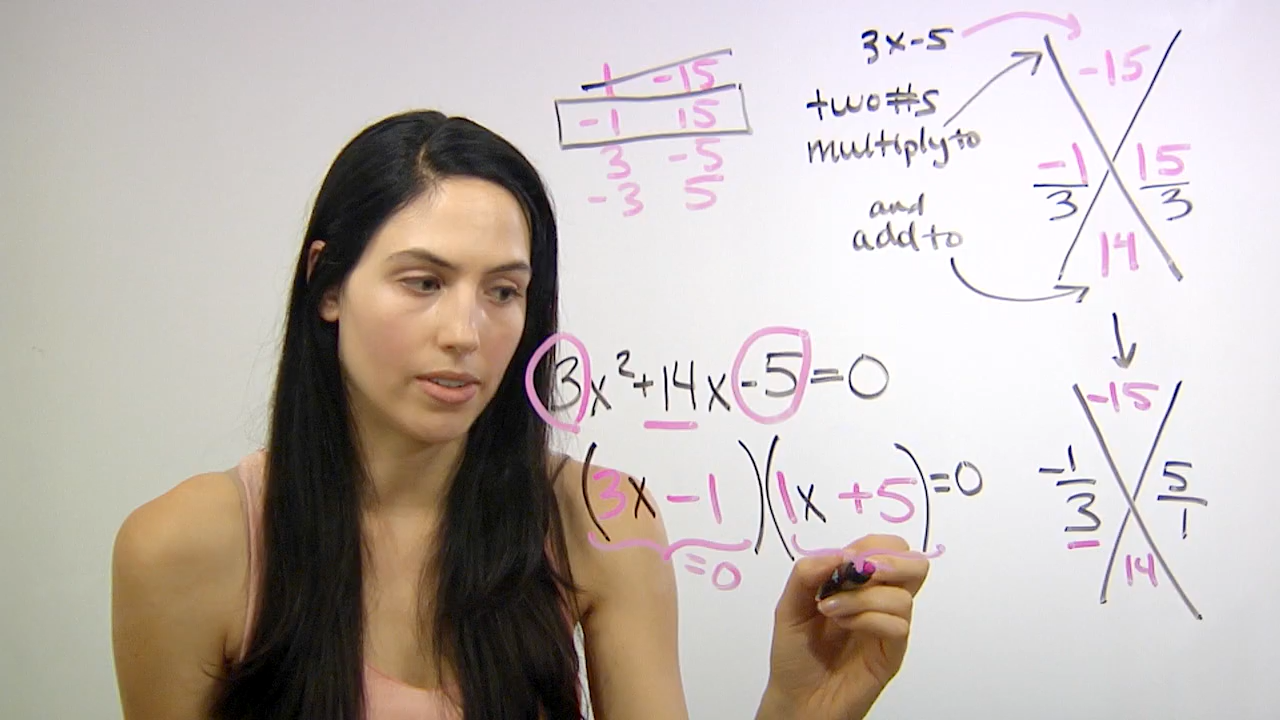 1 -15
-1 15
3 -5
-3 5
3x-5
two #s
multiply to
and
add to
-15
-1/3 15/3
14
3x²+14x-5=0
(3x-1)(1x+5)=0
=0
-15
-1/3 5/1
14